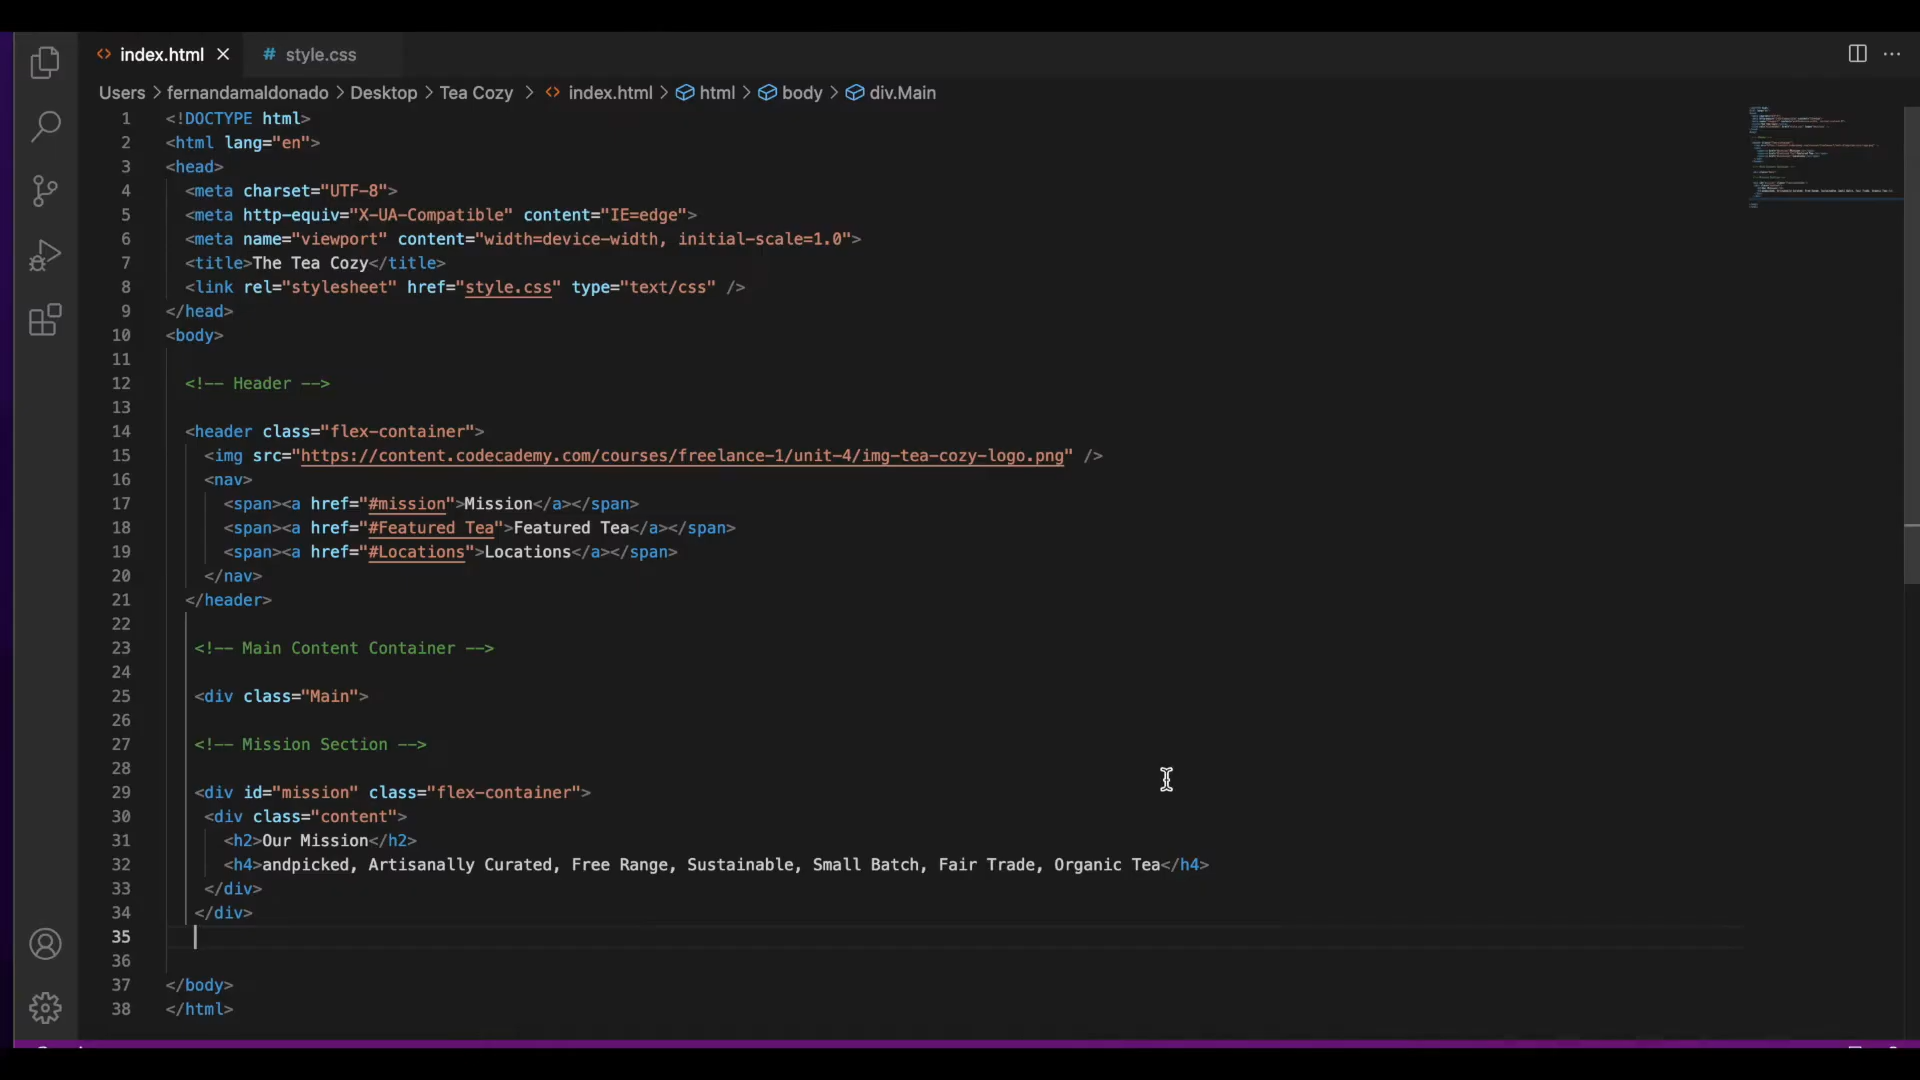 index.html
# style.css
Users > fernandamaldonado > Desktop > Tea Cozy > index.html > html > body > div.Main
1 <!DOCTYPE html>
2 <html lang="en">
3 <head>
4 <meta charset="UTF-8">
5 <meta http-equiv="X-UA-Compatible" content="IE=edge">
6 <meta name="viewport" content="width=device-width, initial-scale=1.0">
7 <title>The Tea Cozy</title>
8 <link rel="stylesheet" href="style.css" type="text/css" />
9 </head>
10 <body>
11
12 <!-- Header -->
13
14 <header class="flex-container">
15 <img src="https://content.codecademy.com/courses/freelance-1/unit-4/img-tea-cozy-logo.png" />
16 <nav>
17 <span><a href="#mission">Mission</a></span>
18 <span><a href="#Featured Tea">Featured Tea</a></span>
19 <span><a href="#Locations">Locations</a></span>
20 </nav>
21 </header>
22
23 <!-- Main Content Container -->
24
25 <div class="Main">
26
27 <!-- Mission Section -->
28
29 <div id="mission" class="flex-container">
30 <div class="content">
31 <h2>Our Mission</h2>
32 <h4>andpicked, Artisanally Curated, Free Range, Sustainable, Small Batch, Fair Trade, Organic Tea</h4>
33 </div>
34 </div>
35
36
37 </body>
38 </html>